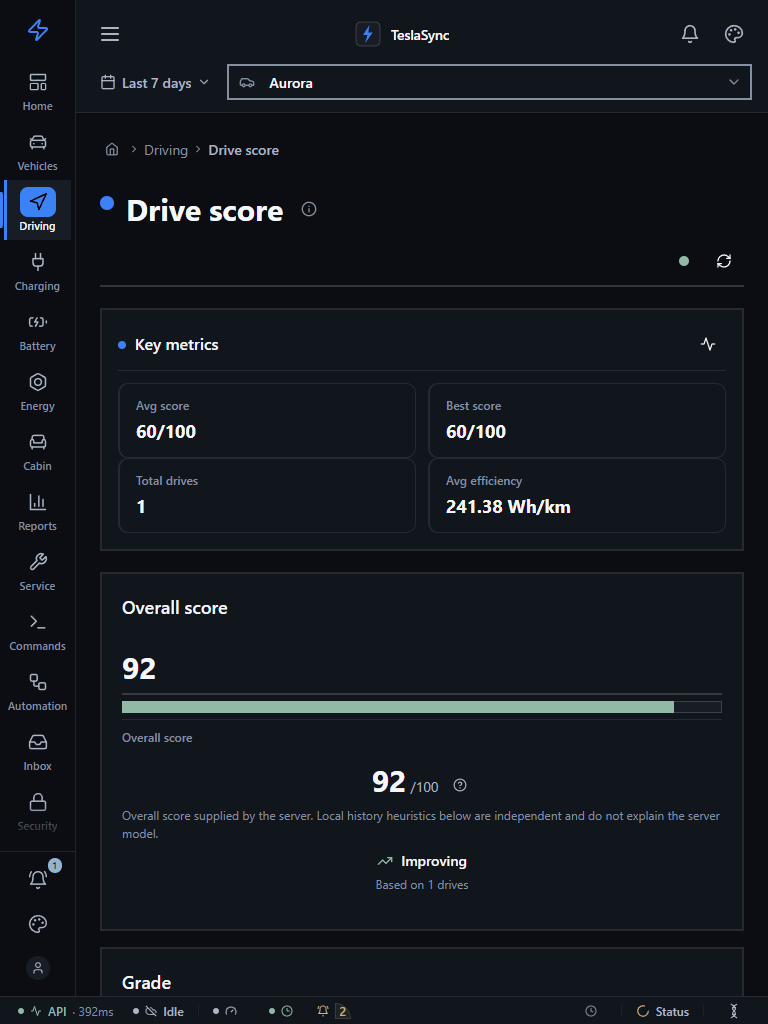 TeslaSync
Last 7 days
Aurora
Home
Vehicles
Driving
Charging
Battery
Energy
Cabin
Reports
Service
Commands
Automation
Inbox
Security
1
Driving
Drive score
Drive score
Key metrics
Avg score
60/100
Best score
60/100
Total drives
1
Avg efficiency
241.38 Wh/km
Overall score
92
Overall score
92 /100
Overall score supplied by the server. Local history heuristics below are independent and do not explain the server
model.
Improving
Based on 1 drives
Grade
API · 392ms
Idle
2
Status